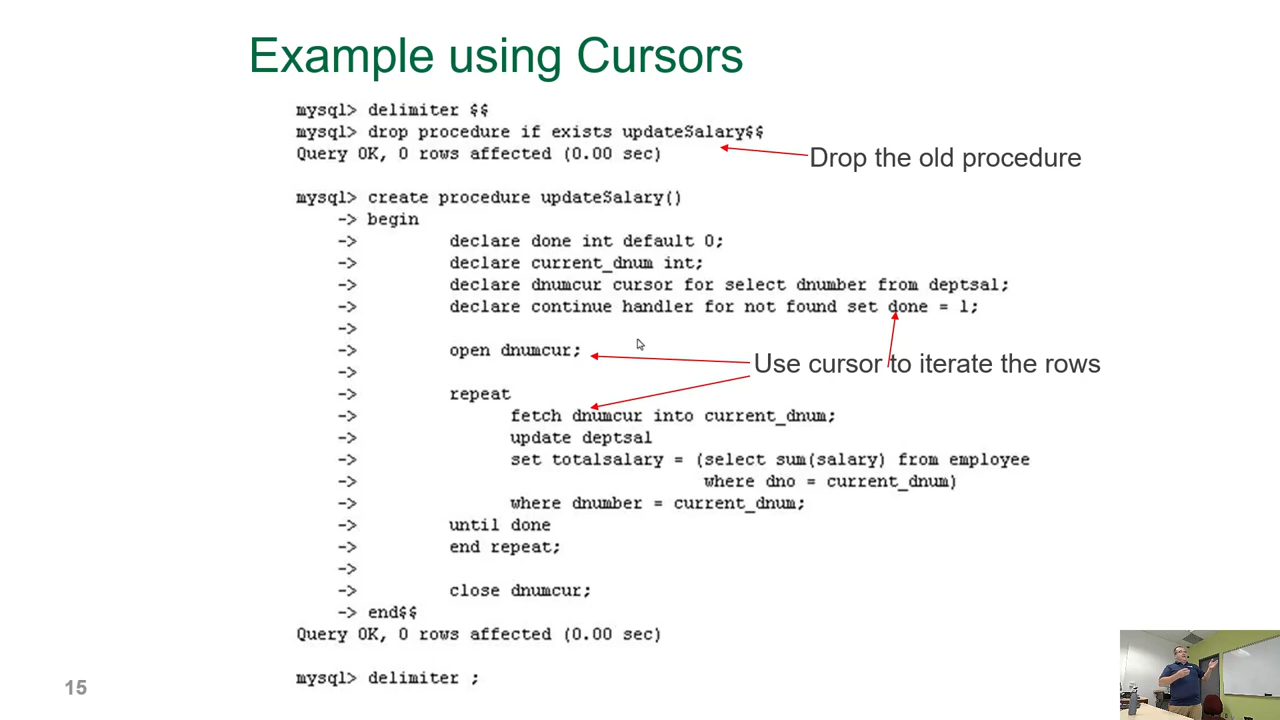 Example using Cursors
mysql> delimiter $$
mysql> drop procedure if exists updateSalary$$
Query OK, 0 rows affected (0.00 sec)
Drop the old procedure
mysql> create procedure updateSalary()
-> begin
-> declare done int default 0;
-> declare current_dnum int;
-> declare dnumcur cursor for select dnumber from deptsal;
-> declare continue handler for not found set done = 1;
->
-> open dnumcur;
Use cursor to iterate the rows
->
-> repeat
-> fetch dnumcur into current_dnum;
-> update deptsal
-> set totalsalary = (select sum(salary) from employee
-> where dno = current_dnum)
-> where dnumber = current_dnum;
-> until done
-> end repeat;
->
-> close dnumcur;
-> end$$
Query OK, 0 rows affected (0.00 sec)
mysql> delimiter ;
15